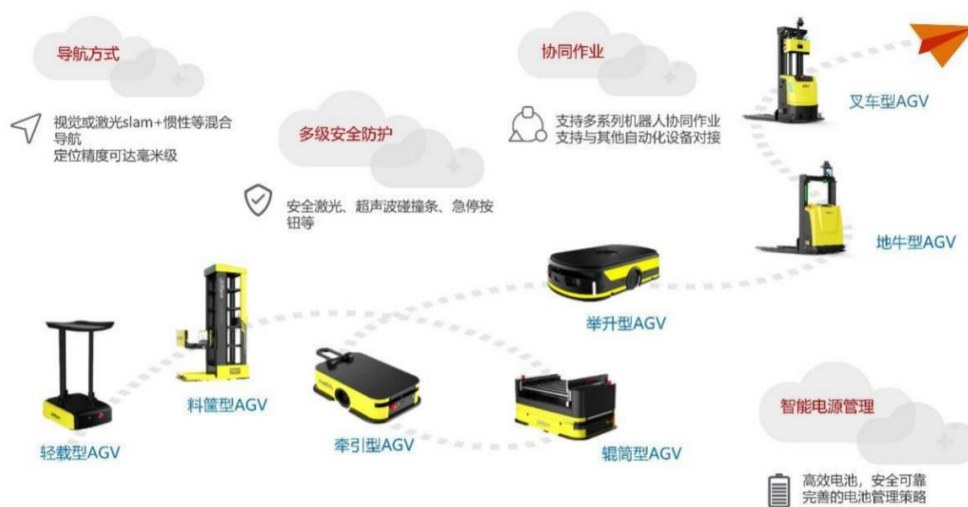 导航方式
视觉或激光slam+惯性等混合
导航
定位精度可达毫米级
多级安全防护
安全激光、超声波碰撞条、急停按
钮等
协同作业
支持多系列机器人协同作业
支持与其他自动化设备对接
叉车型AGV
地牛型AGV
举升型AGV
料筐型AGV
轻载型AGV
牵引型AGV
辊筒型AGV
智能电源管理
高效电池，安全可靠
完善的电池管理策略